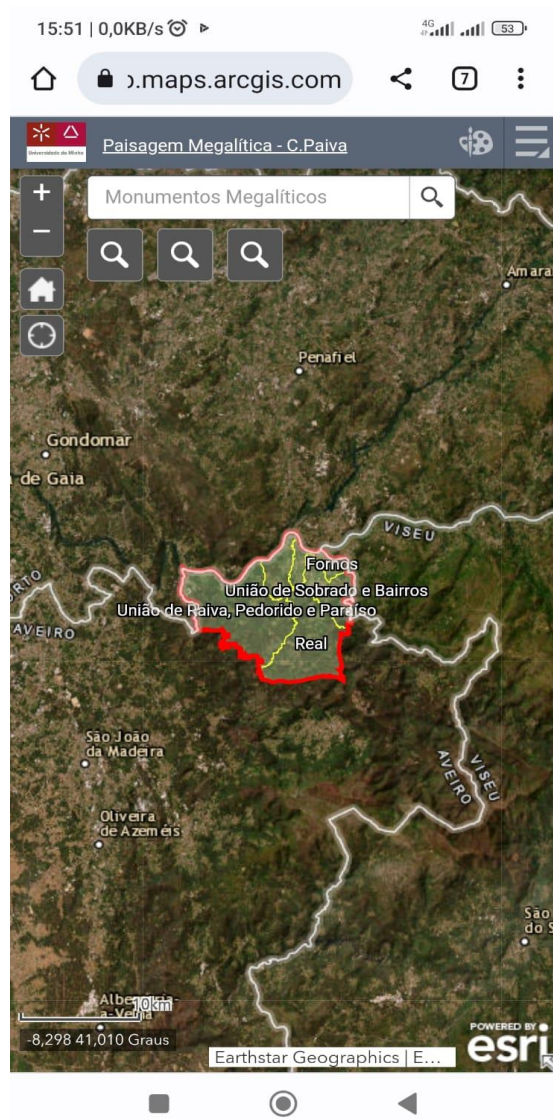 15:51 | 0,0KB/s
4G
53
o.maps.arcgis.com
7
Universidade do Minho
Paisagem Megalítica - C.Paiva
+
Monumentos Megalíticos
−
Amara
Penafiel
Gondomar
de Gaia
VISEU
Fornos
União de Sobrado e Bairros
União de Paiva, Pedorido e Paraíso
AVEIRO
Real
São João
da Madeira
VISEU
AVEIRO
Oliveira
de Azeméis
São
do S
10km
-8,298 41,010 Graus
POWERED BY
esri
Earthstar Geographics | E...